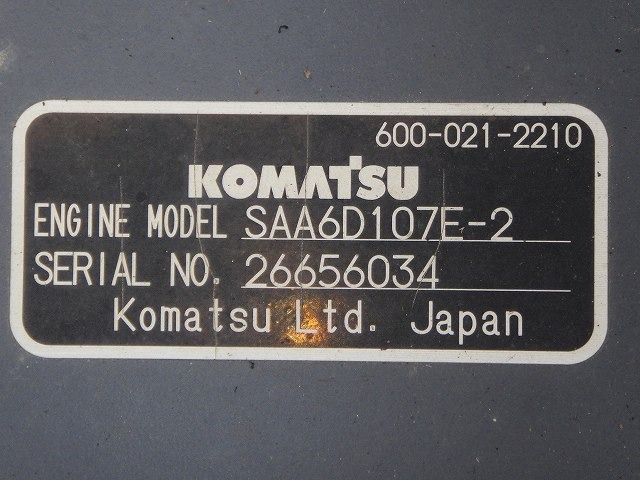 600-021-2210
KOMATSU
ENGINE MODEL SAA6D107E-2
SERIAL NO. 26656034
Komatsu Ltd. Japan